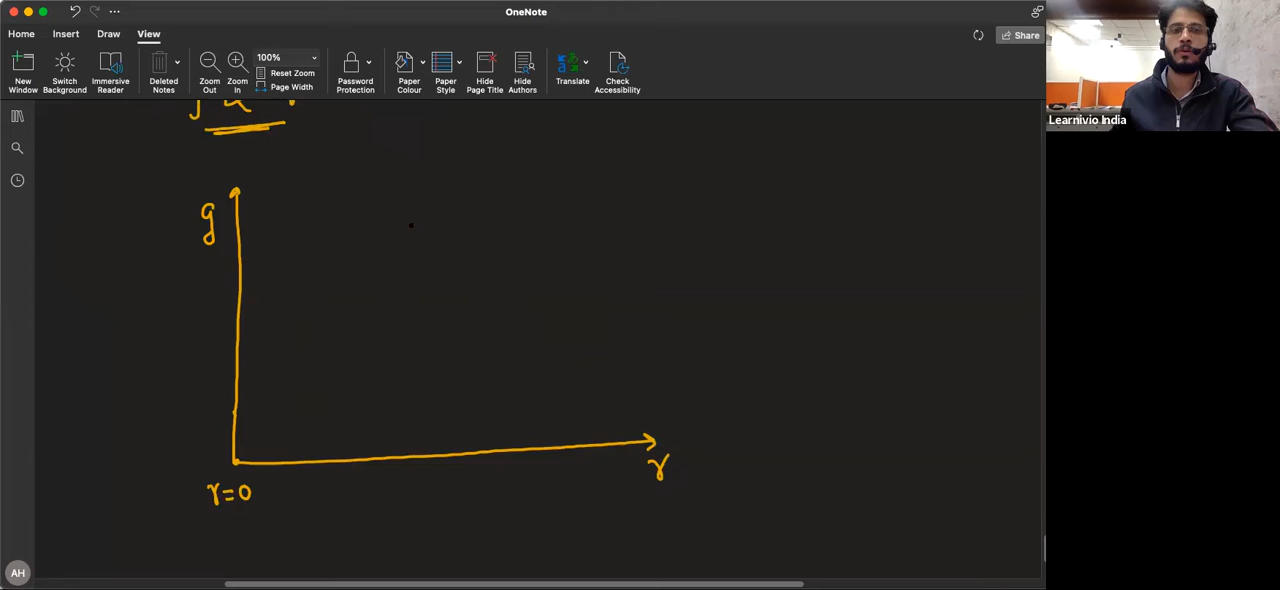 OneNote
Home Insert Draw View
Share
100%
Reset Zoom
Page Width
New Window
Switch Background
Immersive Reader
Deleted Notes
Zoom Out
Zoom In
Password Protection
Paper Colour
Paper Style
Hide Page Title
Hide Authors
Translate
Check Accessibility
Learnivio India
g
r
r=0
AH